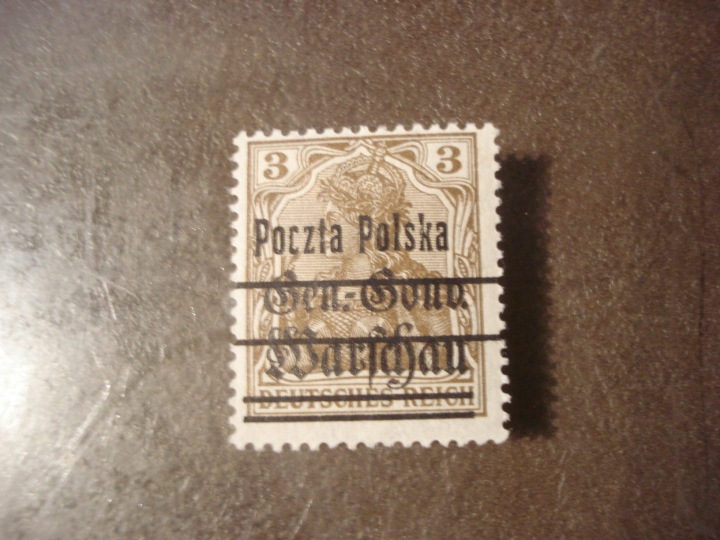 3 3
Poczta Polska
Gen.-Gouv.
Warschau
DEUTSCHES REICH